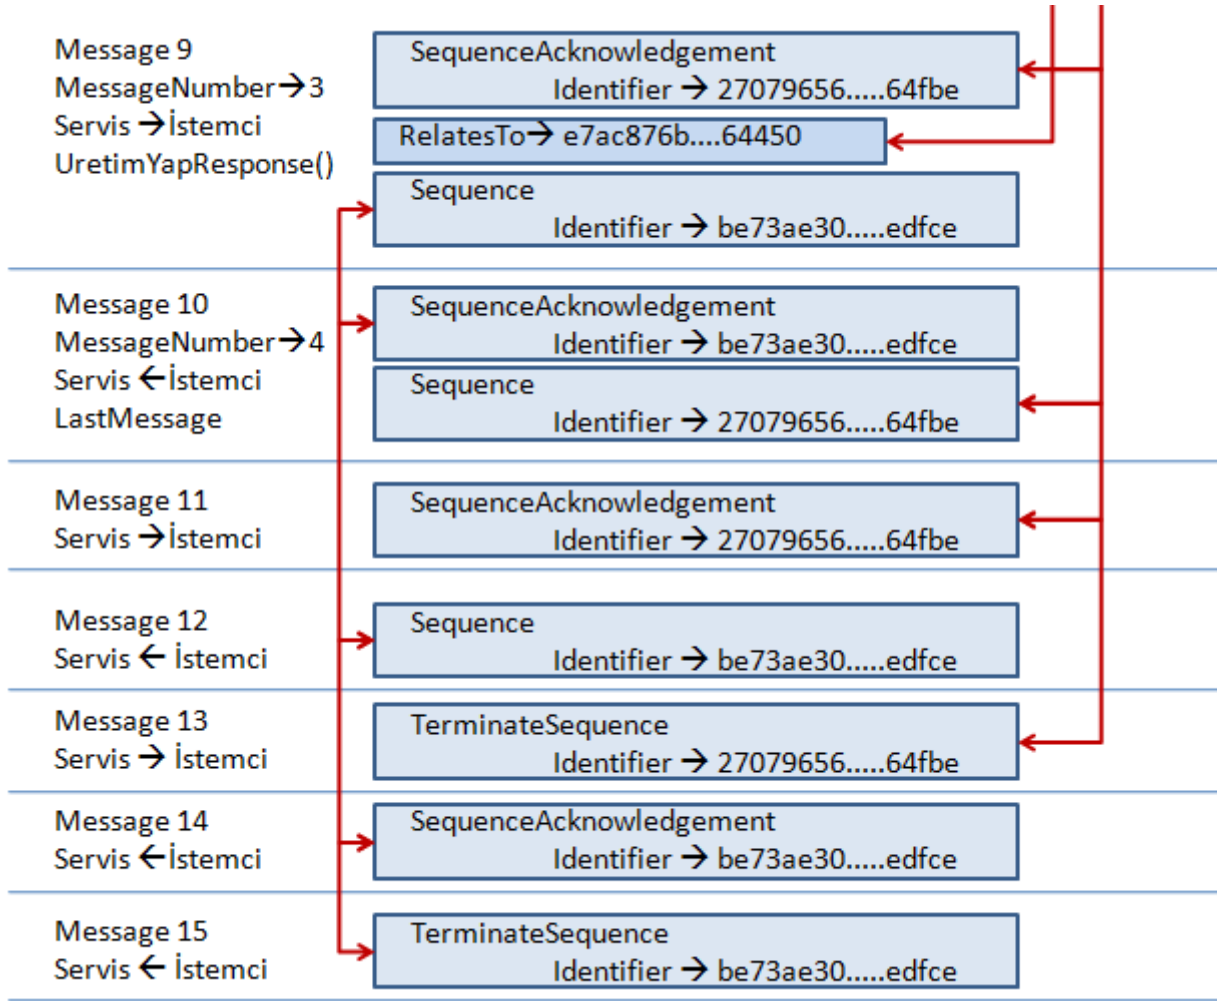 Message 9
MessageNumber→3
Servis →İstemci
UretimYapResponse()
SequenceAcknowledgement
Identifier → 27079656.....64fbe
RelatesTo→ e7ac876b....64450
Sequence
Identifier → be73ae30.....edfce
Message 10
MessageNumber→4
Servis ←İstemci
LastMessage
SequenceAcknowledgement
Identifier → be73ae30.....edfce
Sequence
Identifier → 27079656.....64fbe
Message 11
Servis →İstemci
SequenceAcknowledgement
Identifier → 27079656.....64fbe
Message 12
Servis ← İstemci
Sequence
Identifier → be73ae30.....edfce
Message 13
Servis → İstemci
TerminateSequence
Identifier → 27079656.....64fbe
Message 14
Servis ←İstemci
SequenceAcknowledgement
Identifier → be73ae30.....edfce
Message 15
Servis ← İstemci
TerminateSequence
Identifier → be73ae30.....edfce